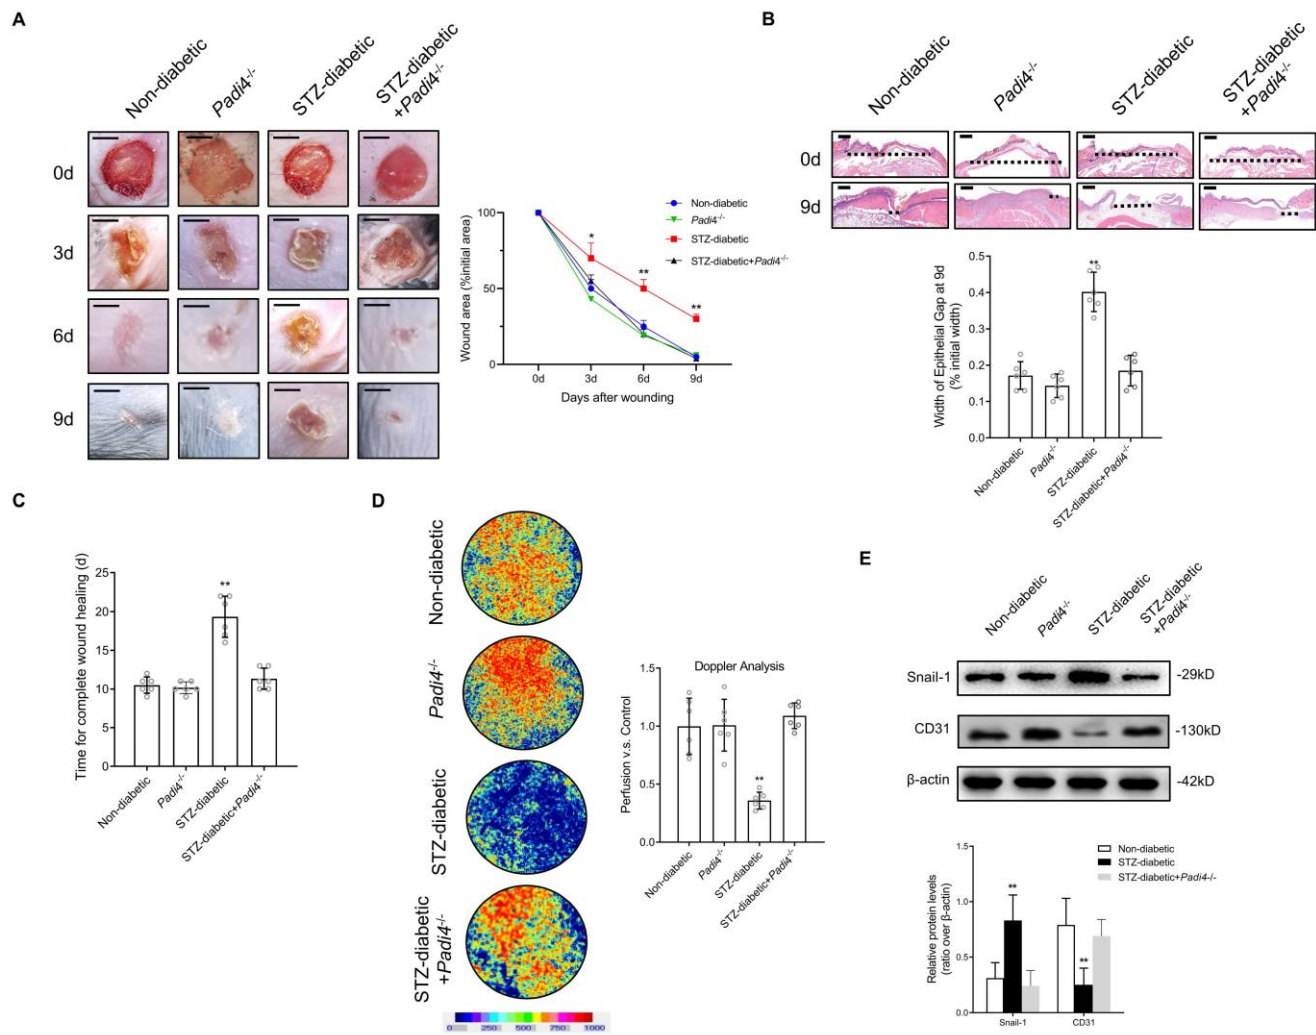 A
Non-diabetic
Padi4-/-
STZ-diabetic
STZ-diabetic
+Padi4-/-
0d
3d
6d
9d
Wound area (%initial area)
100
50
0
0d
3d
6d
9d
Days after wounding
*
**
**
Non-diabetic
Padi4-/-
STZ-diabetic
STZ-diabetic+Padi4-/-
B
Non-diabetic
Padi4-/-
STZ-diabetic
STZ-diabetic
+Padi4-/-
0d
9d
Width of Epithelial Gap at 9d
(% initial width)
0.5
0.4
0.3
0.2
0.1
0.0
**
Non-diabetic
Padi4-/-
STZ-diabetic
STZ-diabetic+Padi4-/-
C
Time for complete wound healing (d)
25
20
15
10
5
0
**
Non-diabetic
Padi4-/-
STZ-diabetic
STZ-diabetic+Padi4-/-
D
Non-diabetic
Padi4-/-
STZ-diabetic
STZ-diabetic
+Padi4-/-
0 250 500 750 1000
Doppler Analysis
Perfusion v.s. Control
1.5
1.0
0.5
0.0
**
Non-diabetic
Padi4-/-
STZ-diabetic
STZ-diabetic+Padi4-/-
E
Non-diabetic
Padi4-/-
STZ-diabetic
STZ-diabetic
+Padi4-/-
Snail-1 -29kD
CD31 -130kD
β-actin -42kD
Relative protein levels
(ratio over β-actin)
1.5
1.0
0.5
0.0
**
**
Snail-1
CD31
Non-diabetic
STZ-diabetic
STZ-diabetic+Padi4-/-